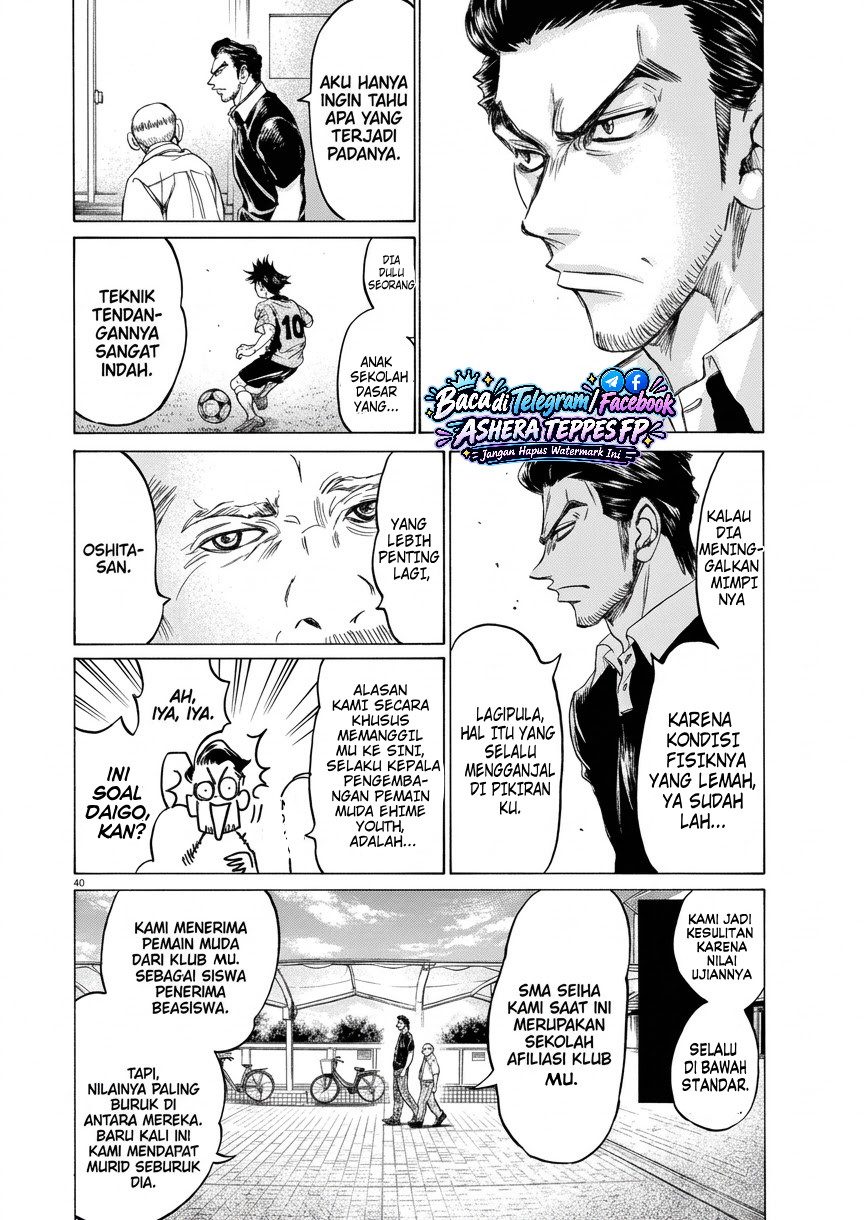 AKU HANYA
INGIN TAHU
APA YANG
TERJADI
PADANYA.
DIA
DULU
SEORANG
ANAK
SEKOLAH
DASAR
YANG...
10
TEKNIK
TENDAN-
GANNYA
SANGAT
INDAH.
Baca di Telegram/Facebook
ASHERA TEPPES FP
Jangan Hapus Watermark Ini
KALAU
DIA
MENING-
GALKAN
MIMPI
NYA
KARENA
KONDISI
FISIKNYA
YANG LEMAH,
YA SUDAH
LAH...
LAGIPULA,
HAL ITU YANG
SELALU
MENGGANJAL
DI PIKIRAN
KU.
YANG
LEBIH
PENTING
LAGI,
OSHITA-
SAN.
ALASAN
KAMI SECARA
KHUSUS
MEMANGGIL
MU KE SINI,
SELAKU KEPALA
PENGEMBA-
NGAN PEMAIN
MUDA EHIME
YOUTH,
ADALAH...
AH,
IYA, IYA.
INI
SOAL
DAIGO,
KAN?
40
KAMI JADI
KESULITAN
KARENA
NILAI
UJIANNYA
SELALU
DI BAWAH
STANDAR.
SMA SEIHA
KAMI SAAT INI
MERUPAKAN
SEKOLAH
AFILIASI KLUB
MU.
KAMI MENERIMA
PEMAIN MUDA
DARI KLUB MU.
SEBAGAI SISWA
PENERIMA
BEASISWA.
TAPI,
NILAINYA PALING
BURUK DI
ANTARA MEREKA.
BARU KALI INI
KAMI MENDAPAT
MURID SEBURUK
DIA.